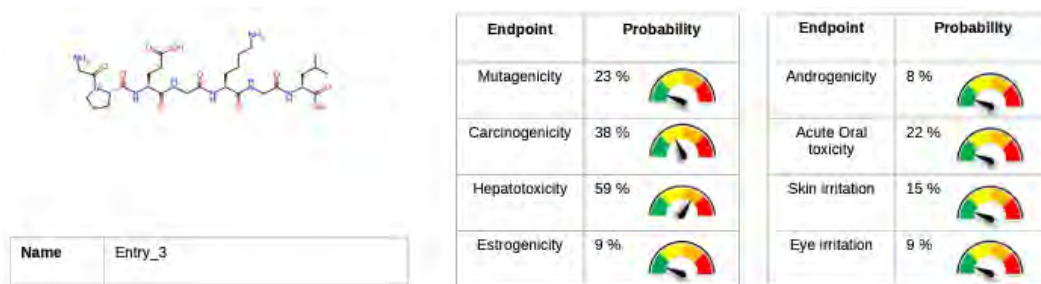 Endpoint Probability
Mutagenicity 23 %
Carcinogenicity 38 %
Hepatotoxicity 59 %
Estrogenicity 9 %
Endpoint Probability
Androgenicity 8 %
Acute Oral
toxicity 22 %
Skin irritation 15 %
Eye irritation 9 %
Name Entry_3